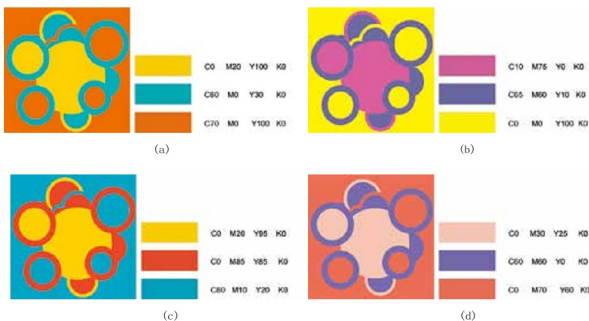 C0 M20 Y100 K0
C80 M0 Y30 K0
C70 M0 Y100 K0
(a)
C10 M75 Y0 K0
C65 M60 Y10 K0
C0 M0 Y100 K0
(b)
C0 M20 Y95 K0
C0 M85 Y85 K0
C80 M10 Y20 K0
(c)
C0 M30 Y25 K0
C60 M60 Y0 K0
C0 M70 Y60 K0
(d)